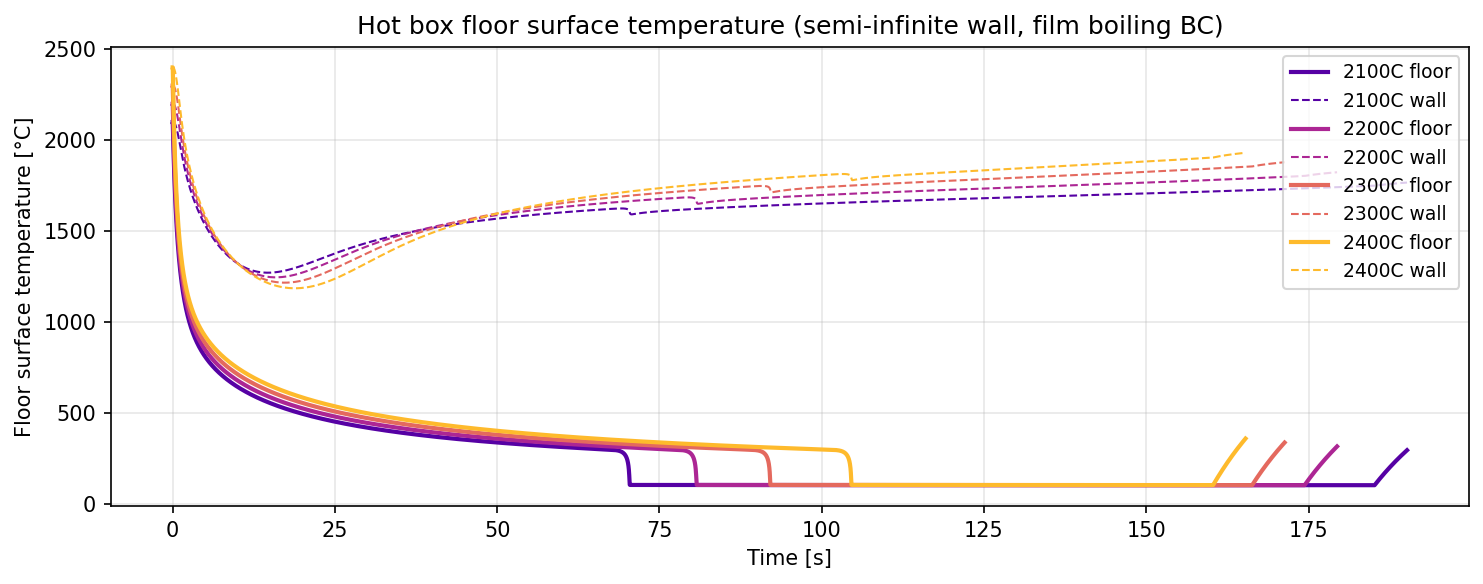 Hot box floor surface temperature (semi-infinite wall, film boiling BC)
Floor surface temperature [°C]
2500
2000
1500
1000
500
0
2100C floor
2100C wall
2200C floor
2200C wall
2300C floor
2300C wall
2400C floor
2400C wall
0 25 50 75 100 125 150 175
Time [s]